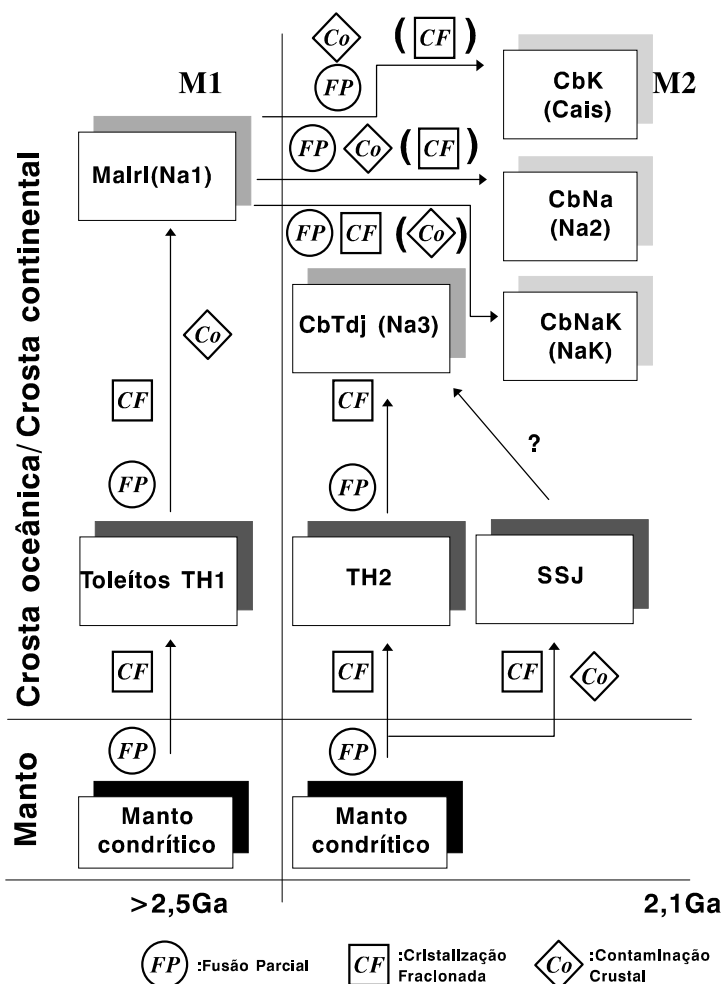 Co
( CF )
M1
FP
CbK
(Cais)
M2
FP Co ( CF )
MaIrI(Na1)
CbNa
(Na2)
FP CF ( Co )
CbTdj (Na3)
CbNaK
(NaK)
Co
CF
CF
?
FP
FP
Toleítos TH1
TH2
SSJ
CF
CF
CF
Co
Crosta oceânica/Crosta continental
FP
FP
Manto
Manto
condrítico
Manto
condrítico
>2,5Ga
2,1Ga
FP :Fusão Parcial
CF :Cristalização
Fracionada
Co :Contaminação
Crustal